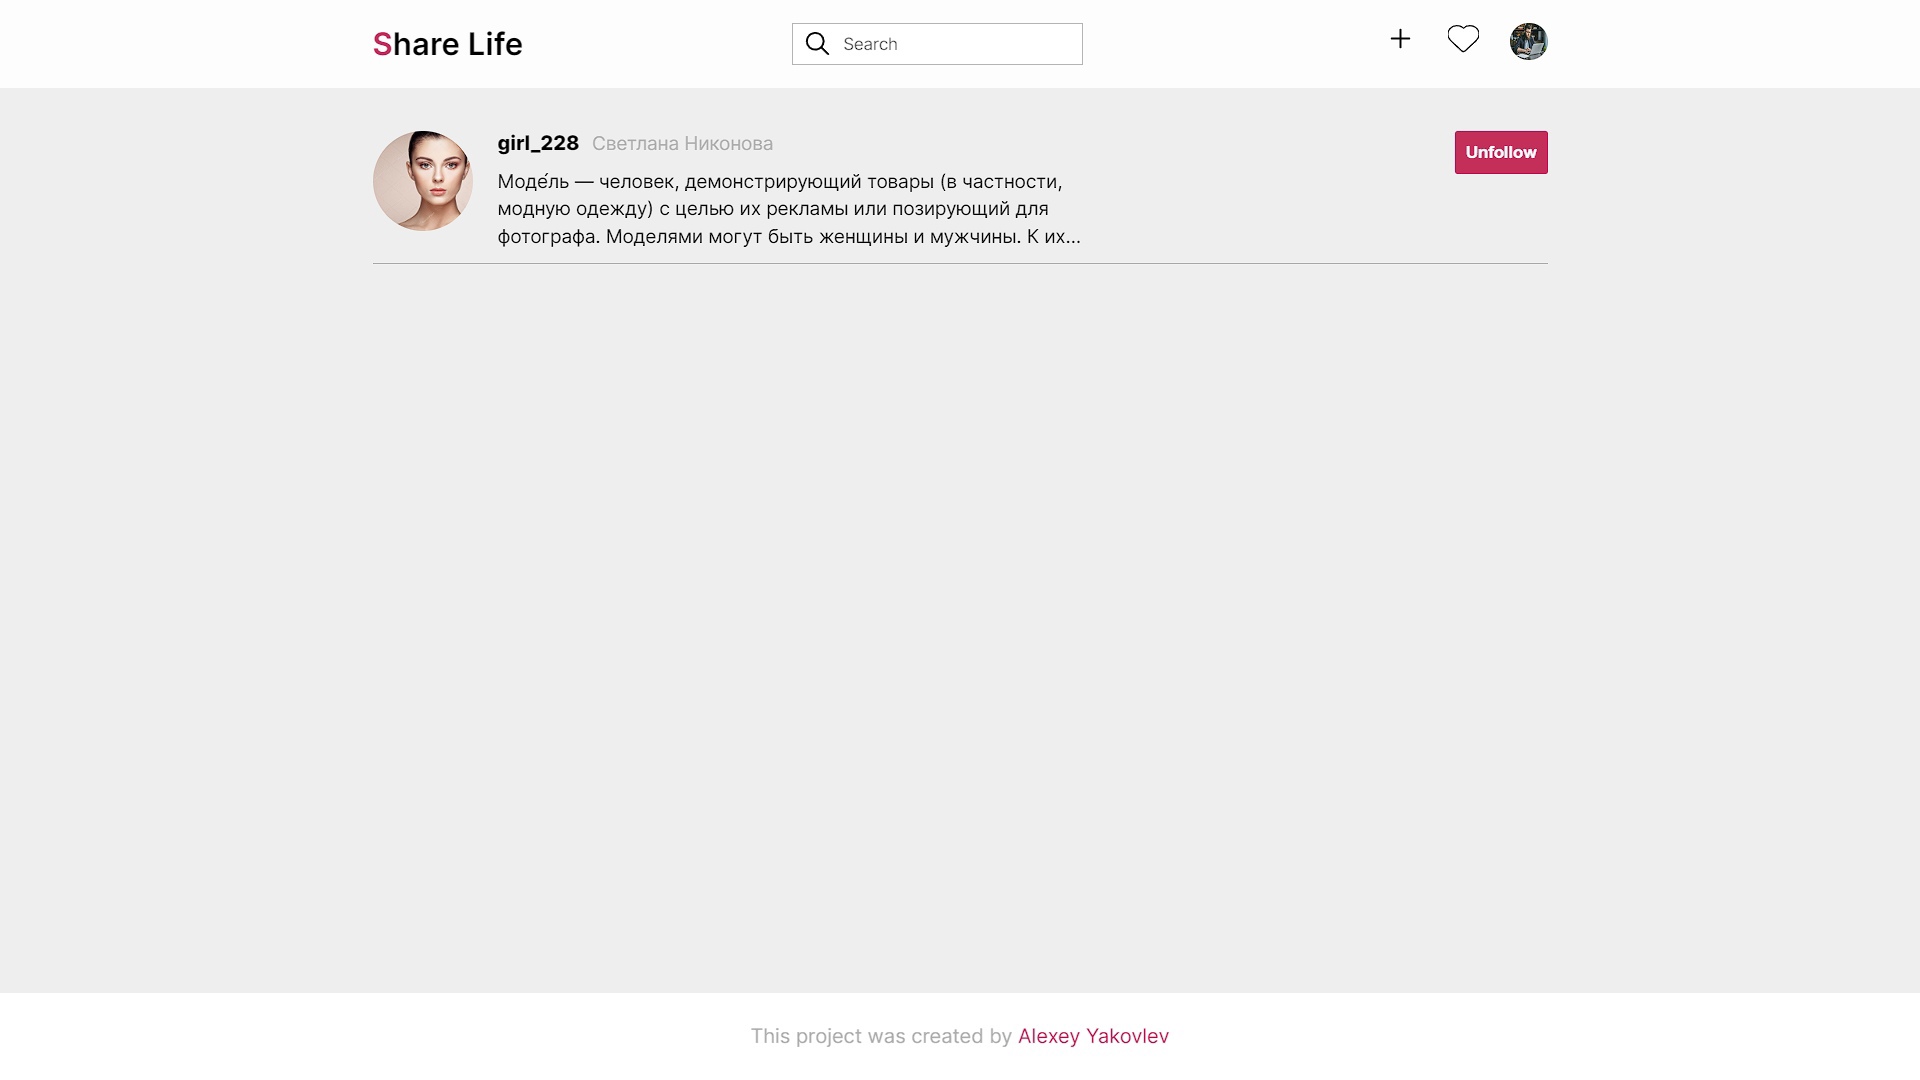 Share Life
Search
girl_228 Светлана Никонова
Unfollow
Моде́ль — человек, демонстрирующий товары (в частности,
модную одежду) с целью их рекламы или позирующий для
фотографа. Моделями могут быть женщины и мужчины. К их...
This project was created by Alexey Yakovlev